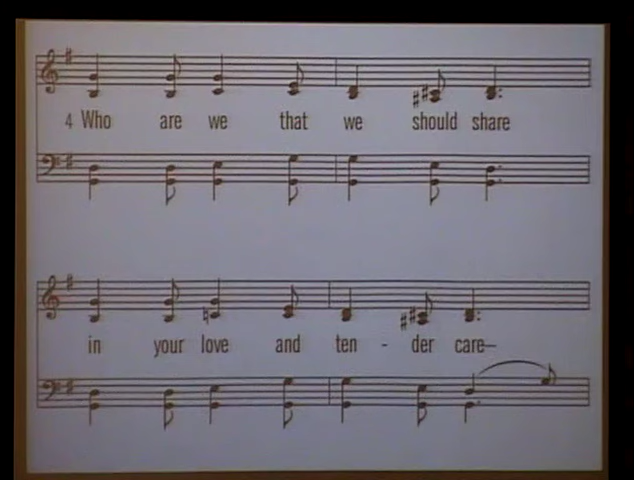 4 Who are we that we should share
in your love and ten - der care—